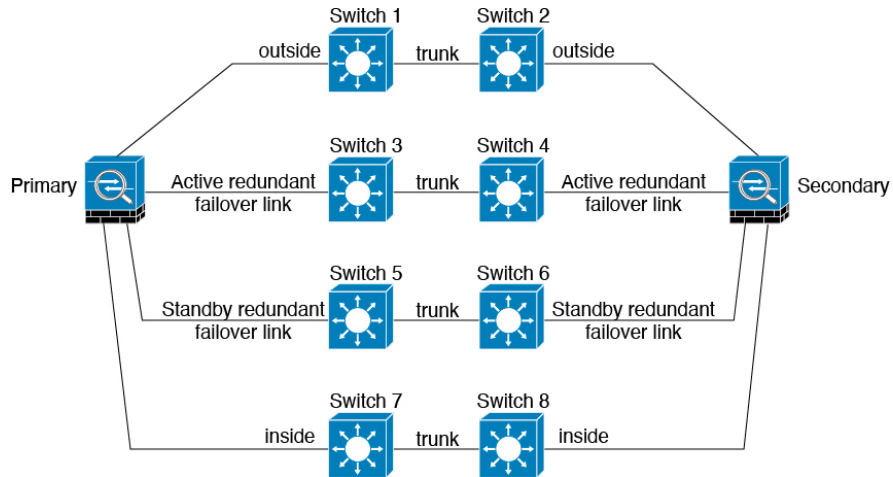 Switch 1
Switch 2
outside
trunk
outside
Switch 3
Switch 4
Primary
Active redundant
failover link
trunk
Active redundant
failover link
Secondary
Switch 5
Switch 6
Standby redundant
failover link
trunk
Standby redundant
failover link
Switch 7
Switch 8
inside
trunk
inside